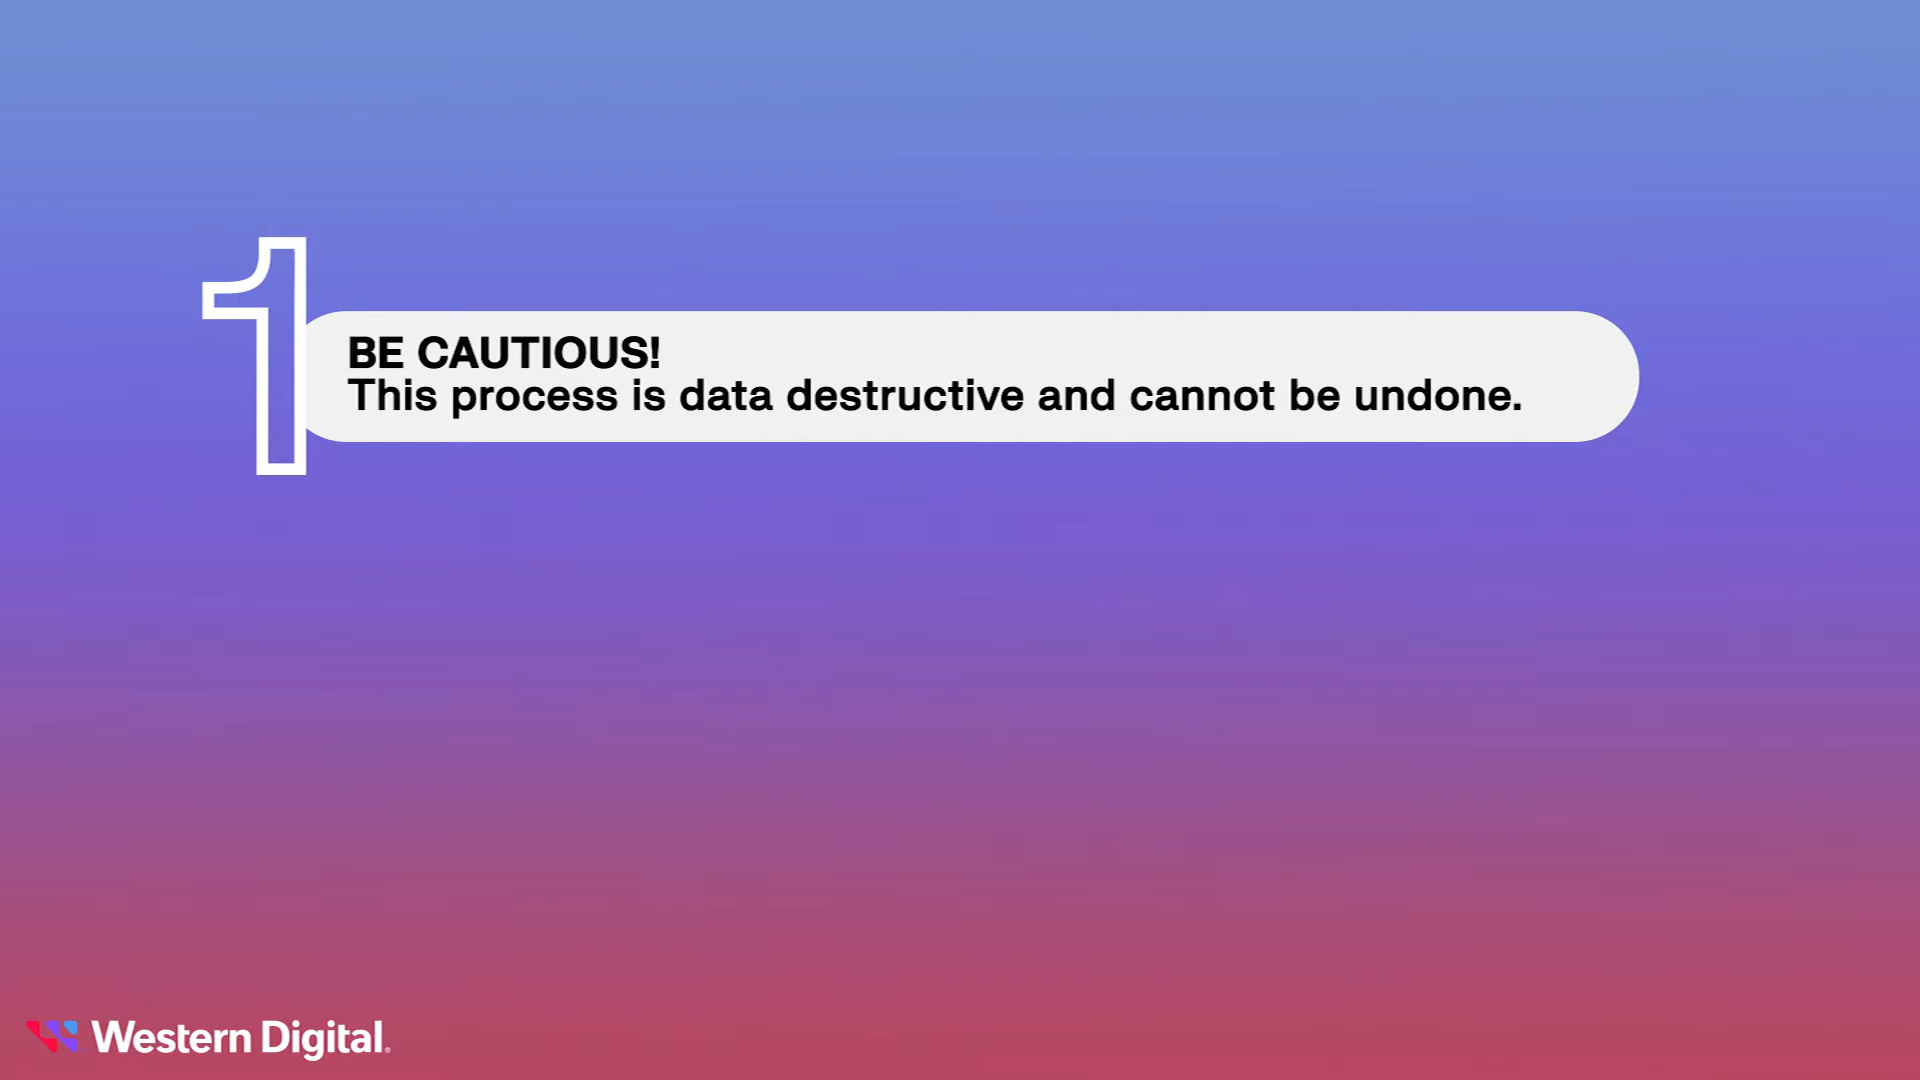 1
BE CAUTIOUS!
This process is data destructive and cannot be undone.
Western Digital®